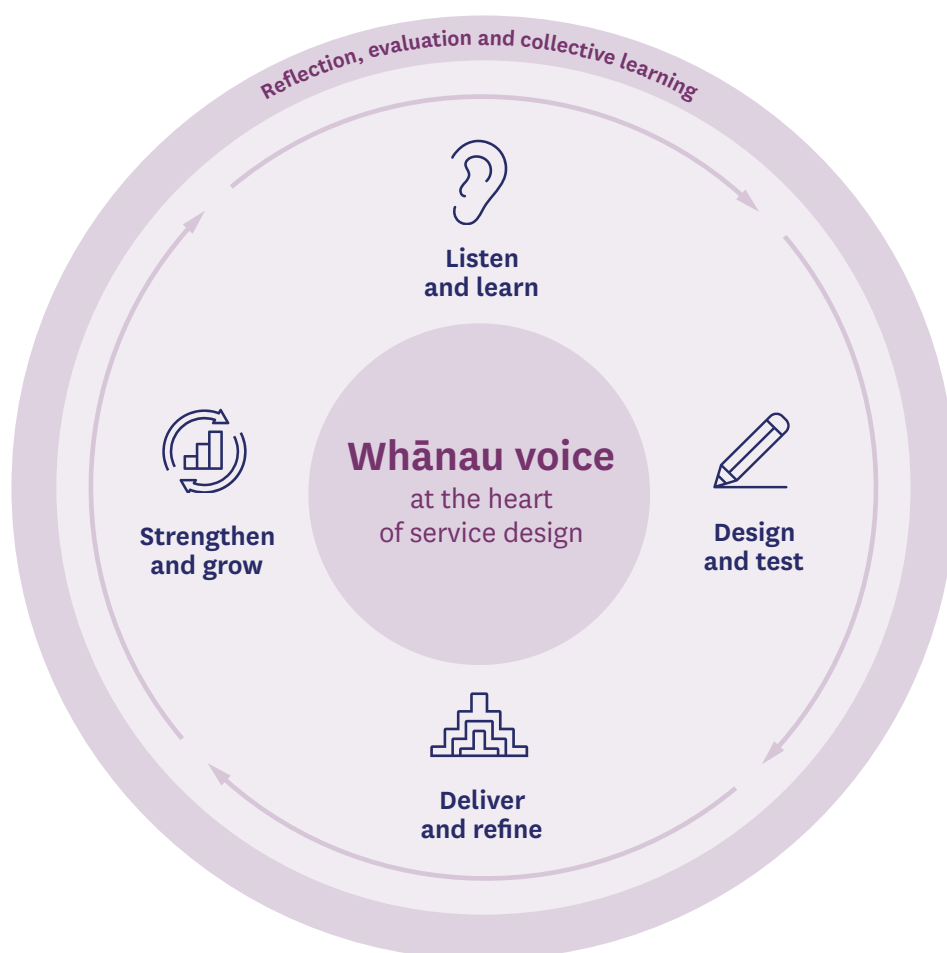 Reflection, evaluation and collective learning
Listen
and learn
Whānau voice
at the heart
of service design
Strengthen
and grow
Design
and test
Deliver
and refine